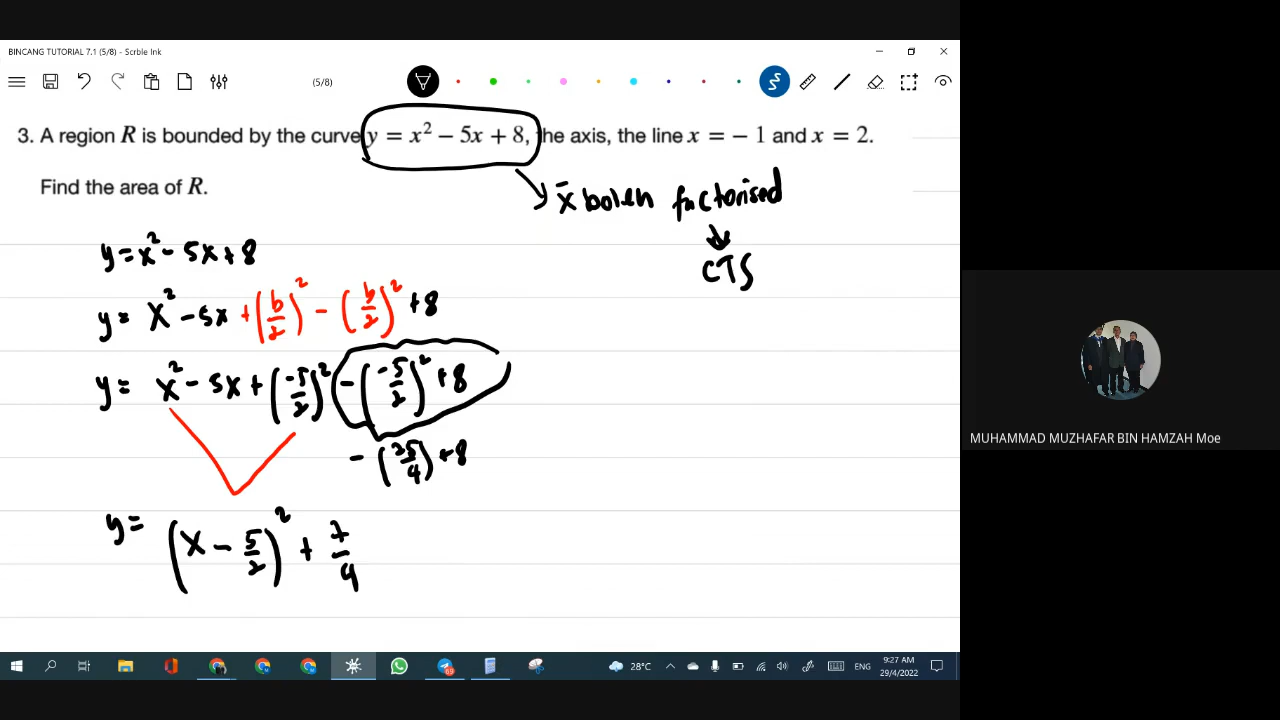 BINCANG TUTORIAL 7.1 (5/8) - Scrble Ink
(5/8)
3. A region R is bounded by the curve y = x² − 5x + 8, the axis, the line x = − 1 and x = 2.
Find the area of R.
x̄ boleh factorised
CTS
y = x² − 5x + 8
y = x² − 5x + (b/2)² − (b/2)² + 8
y = x² − 5x + (−5/2)² − (−5/2)² + 8
− (25/4) + 8
y = (x − 5/2)² + 7/4
MUHAMMAD MUZHAFAR BIN HAMZAH Moe
28°C
ENG
9:27 AM
29/4/2022